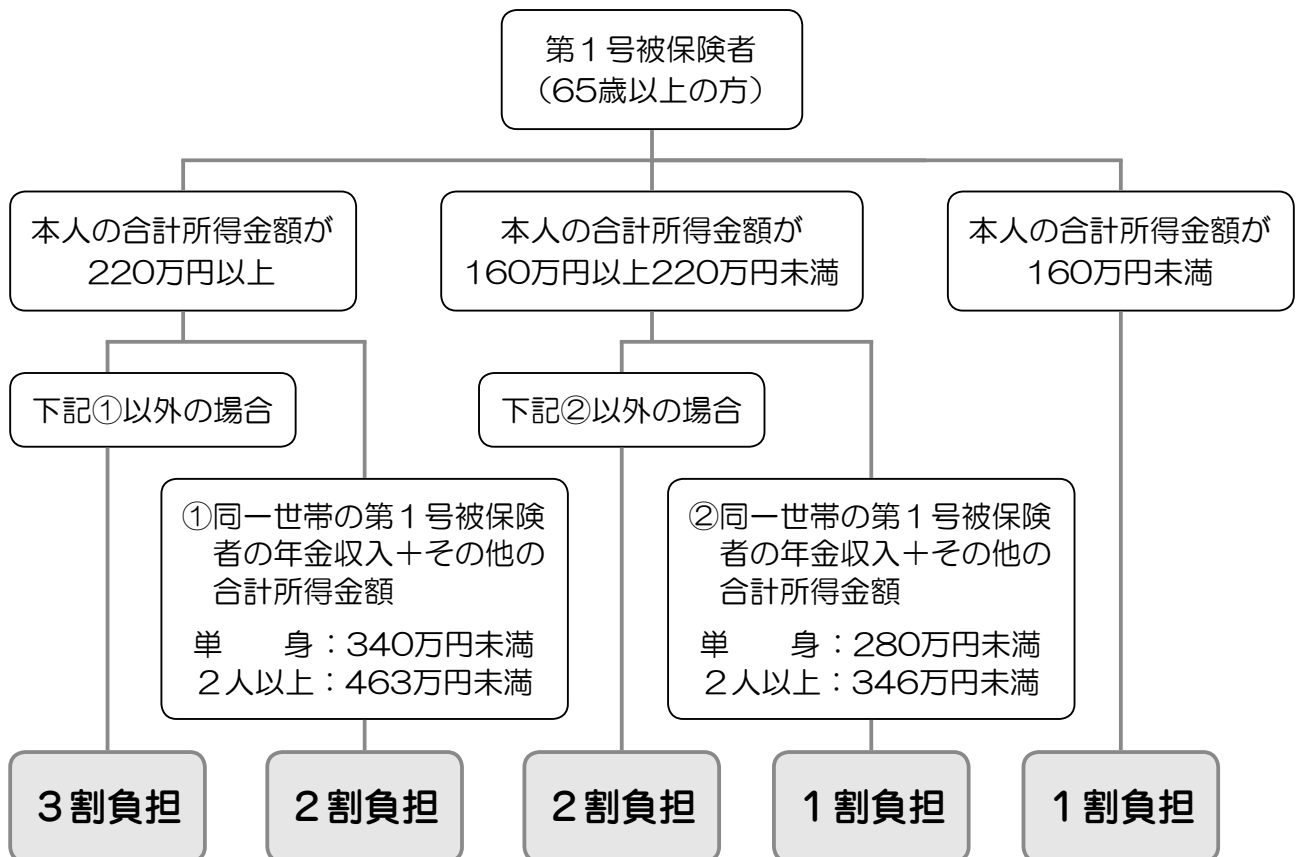 第１号被保険者
（65歳以上の方）
本人の合計所得金額が
220万円以上
本人の合計所得金額が
160万円以上220万円未満
本人の合計所得金額が
160万円未満
下記①以外の場合
下記②以外の場合
①同一世帯の第１号被保険
者の年金収入＋その他の
合計所得金額
単　　身：340万円未満
２人以上：463万円未満
②同一世帯の第１号被保険
者の年金収入＋その他の
合計所得金額
単　　身：280万円未満
２人以上：346万円未満
３割負担
２割負担
２割負担
１割負担
１割負担